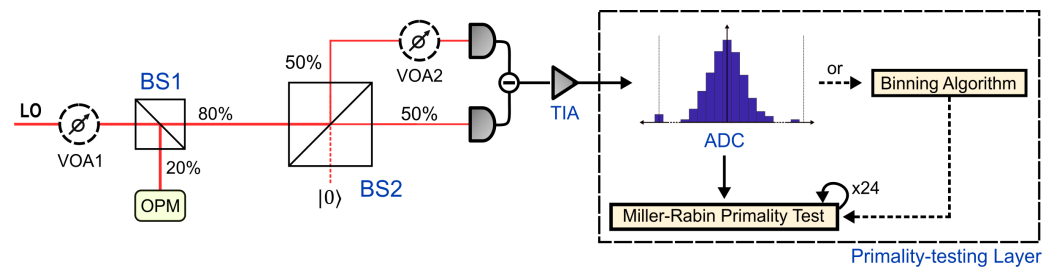 LO
VOA1
BS1
80%
20%
OPM
50%
VOA2
50%
|0⟩
BS2
TIA
ADC
or
Binning Algorithm
x24
Miller-Rabin Primality Test
Primality-testing Layer